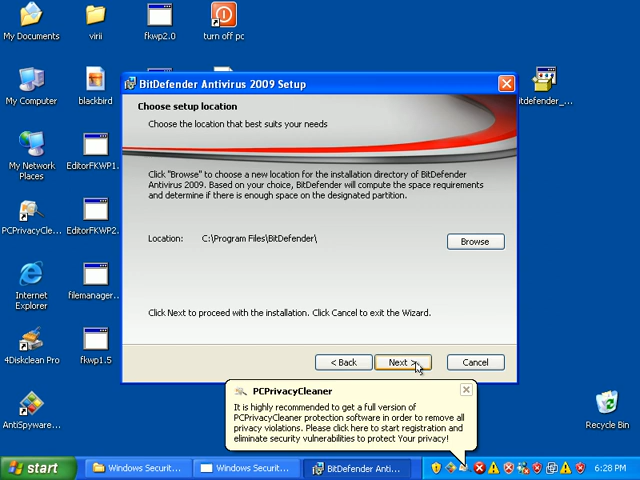 My Documents
virii
fkwp2.0
turn off pc
My Computer
blackbird
itdefender_...
My Network
Places
EditorFKWP1...
PCPrivacyCle...
EditorFKWP2...
Internet
Explorer
filemanager...
4Diskclean Pro
fkwp1.5
AntiSpyware...
Recycle Bin
BitDefender Antivirus 2009 Setup
Choose setup location
Choose the location that best suits your needs
Click "Browse" to choose a new location for the installation directory of BitDefender
Antivirus 2009. Based on your choice, BitDefender will compute the space requirements
and determine if there is enough space on the designated partition.
Location: C:\Program Files\BitDefender\
Browse
Click Next to proceed with the installation. Click Cancel to exit the Wizard.
< Back
Next >
Cancel
PCPrivacyCleaner
It is highly recommended to get a full version of
PCPrivacyCleaner protection software in order to remove all
privacy violations. Please click here to start registration and
eliminate security vulnerabilities to protect Your privacy!
start
Windows Securit...
Windows Securit...
BitDefender Anti...
6:28 PM